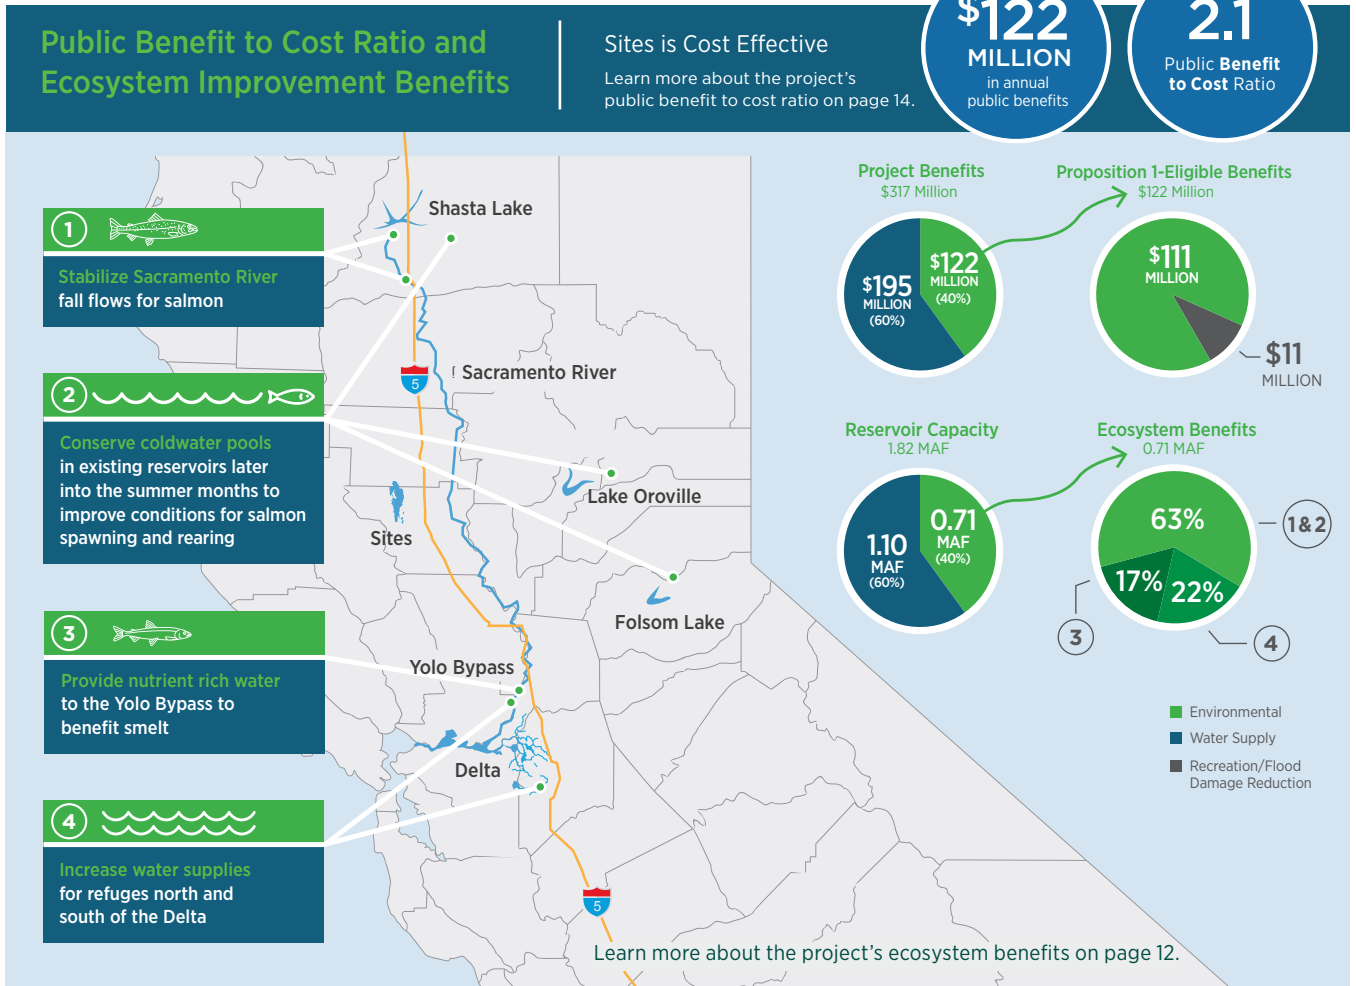 Public Benefit to Cost Ratio and
Ecosystem Improvement Benefits
Sites is Cost Effective
Learn more about the project's
public benefit to cost ratio on page 14.
$122
MILLION
in annual
public benefits
2.1
Public Benefit
to Cost Ratio
1
Stabilize Sacramento River
fall flows for salmon
2
Conserve coldwater pools
in existing reservoirs later
into the summer months to
improve conditions for salmon
spawning and rearing
3
Provide nutrient rich water
to the Yolo Bypass to
benefit smelt
4
Increase water supplies
for refuges north and
south of the Delta
Shasta Lake
5
Sacramento River
Lake Oroville
Sites
Folsom Lake
Yolo Bypass
Delta
5
Project Benefits
$317 Million
$195
MILLION
(60%)
$122
MILLION
(40%)
Proposition 1-Eligible Benefits
$122 Million
$111
MILLION
$11
MILLION
Reservoir Capacity
1.82 MAF
1.10
MAF
(60%)
0.71
MAF
(40%)
Ecosystem Benefits
0.71 MAF
63%
17%
22%
1 & 2
3
4
Environmental
Water Supply
Recreation/Flood
Damage Reduction
Learn more about the project's ecosystem benefits on page 12.